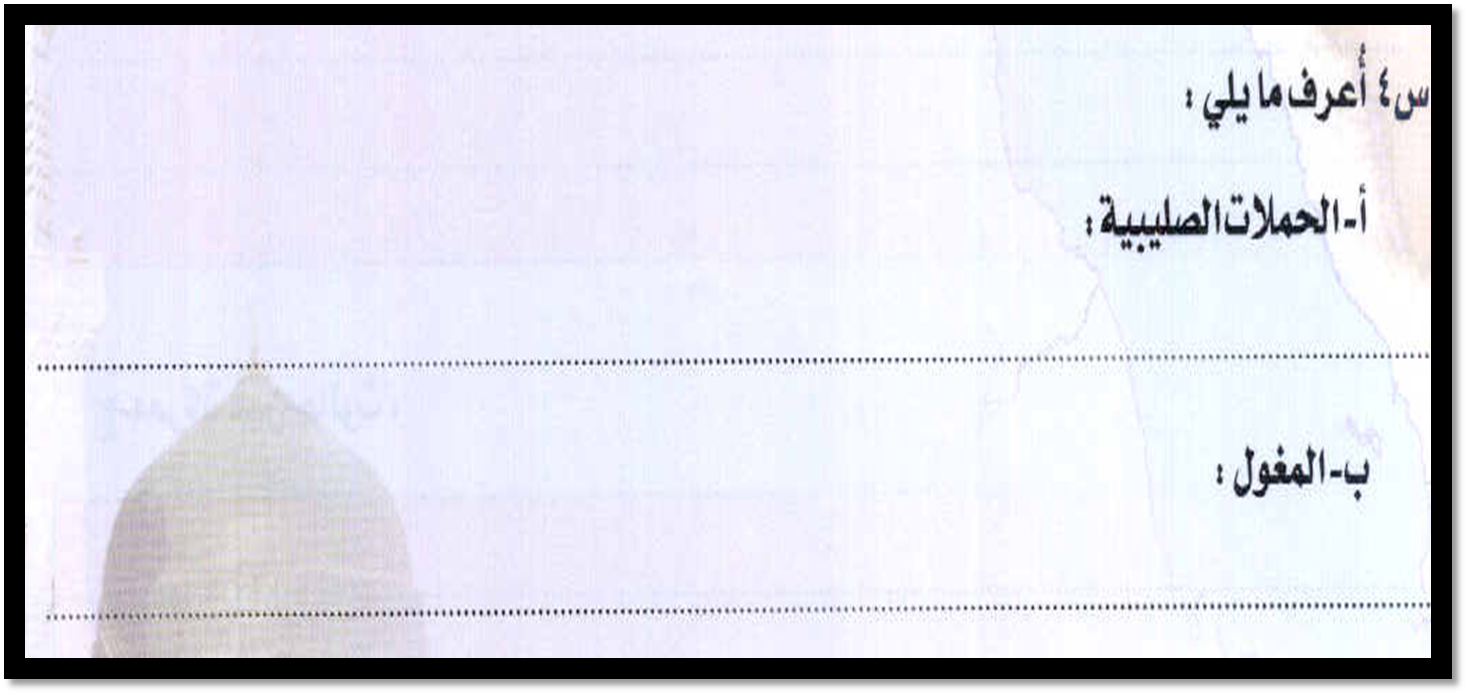 س٤ أعرف ما يلي :
أ- الحملات الصليبية :
ب- المغول :